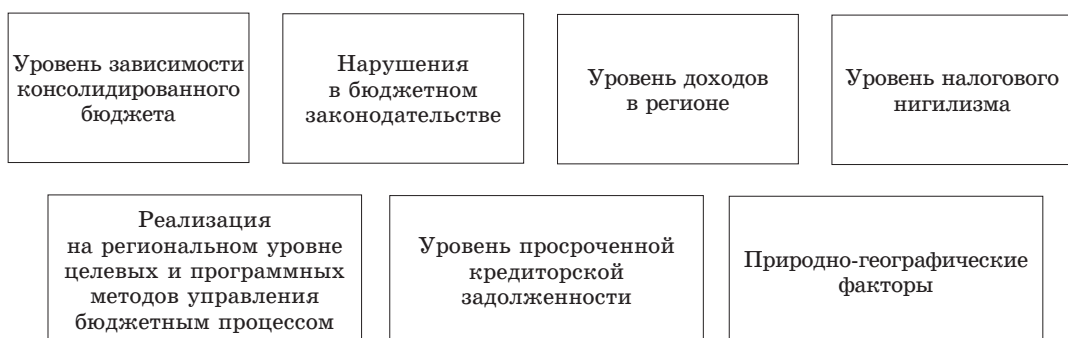 Уровень зависимости
консолидированного
бюджета
Нарушения
в бюджетном
законодательстве
Уровень доходов
в регионе
Уровень налогового
нигилизма
Реализация
на региональном уровне
целевых и программных
методов управления
бюджетным процессом
Уровень просроченной
кредиторской
задолженности
Природно-географические
факторы